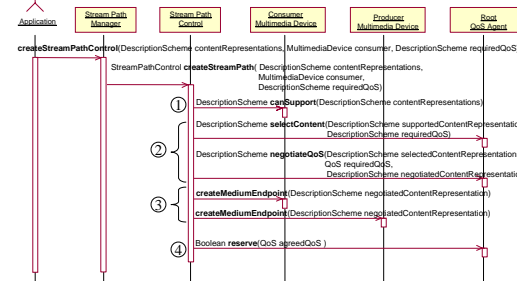 Application
Stream Path
Manager
Stream Path
Control
Consumer
Multimedia Device
Producer
Multimedia Device
Root
QoS Agent
createStreamPathControl(DescriptionScheme contentRepresentations, MultimediaDevice consumer, DescriptionScheme requiredQoS)
StreamPathControl createStreamPath( DescriptionScheme contentRepresentations,
MultimediaDevice consumer,
DescriptionScheme requiredQoS)
1 DescriptionScheme canSupport(DescriptionScheme contentRepresentations)
2 DescriptionScheme selectContent(DescriptionScheme supportedContentRepresentatio
DescriptionScheme requiredQoS)
DescriptionScheme negotiateQoS(DescriptionScheme selectedContentRepresentation
QoS requiredQoS,
DescriptionScheme negotiatedContentRepresentation
3 createMediumEndpoint(DescriptionScheme negotiatedContentRepresentation)
createMediumEndpoint(DescriptionScheme negotiatedContentRepresentation)
4 Boolean reserve(QoS agreedQoS )